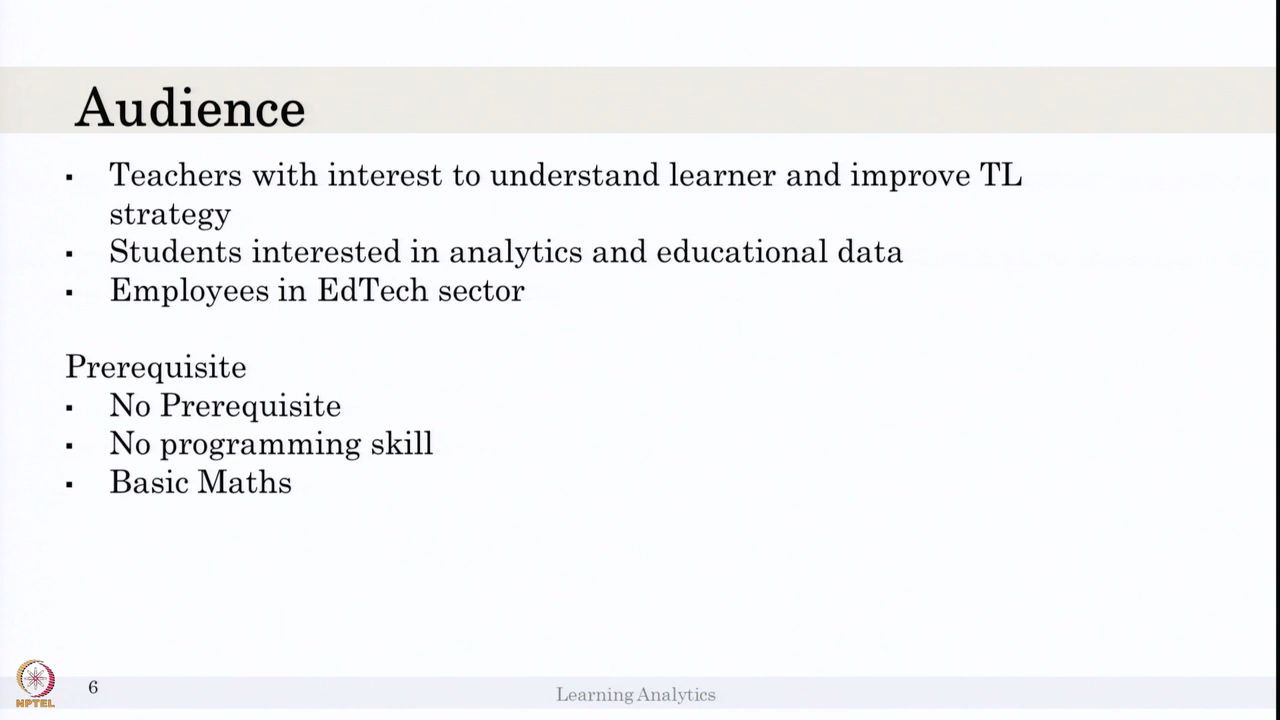 Audience
▪ Teachers with interest to understand learner and improve TL
strategy
▪ Students interested in analytics and educational data
▪ Employees in EdTech sector
Prerequisite
▪ No Prerequisite
▪ No programming skill
▪ Basic Maths
NPTEL
6
Learning Analytics